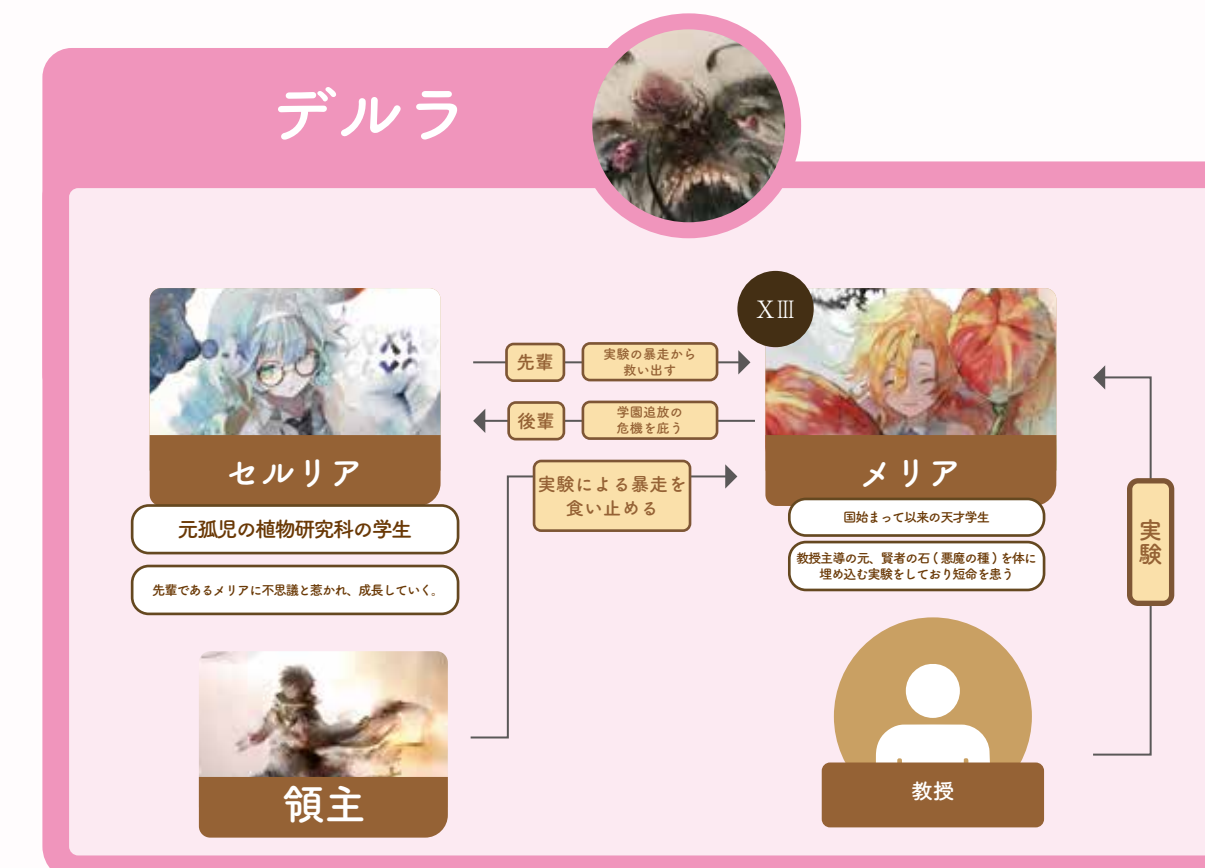 デルラ
XⅢ
先輩
実験の暴走から
救い出す
後輩
学園追放の
危機を庇う
実験による暴走を
食い止める
セルリア
元孤児の植物研究科の学生
先輩であるメリアに不思議と惹かれ、成長していく。
メリア
国始まって以来の天才学生
教授主導の元、賢者の石(悪魔の種)を体に
埋め込む実験をしており短命を患う
実験
領主
教授